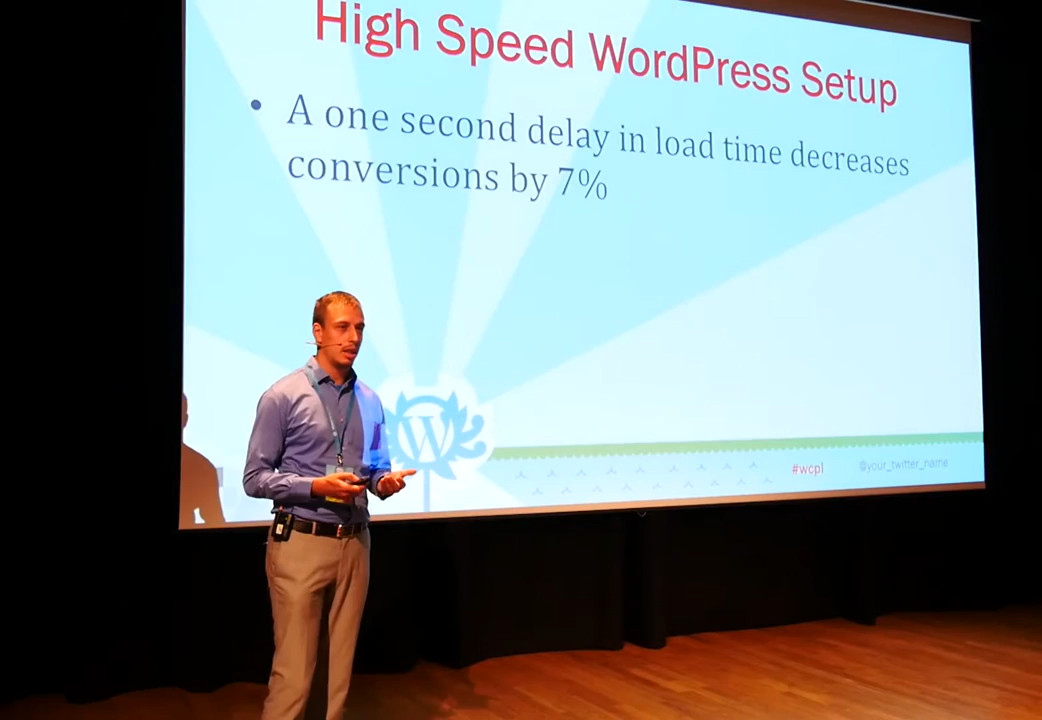 High Speed WordPress Setup
• A one second delay in load time decreases
conversions by 7%
W
#wcpl @your_twitter_name